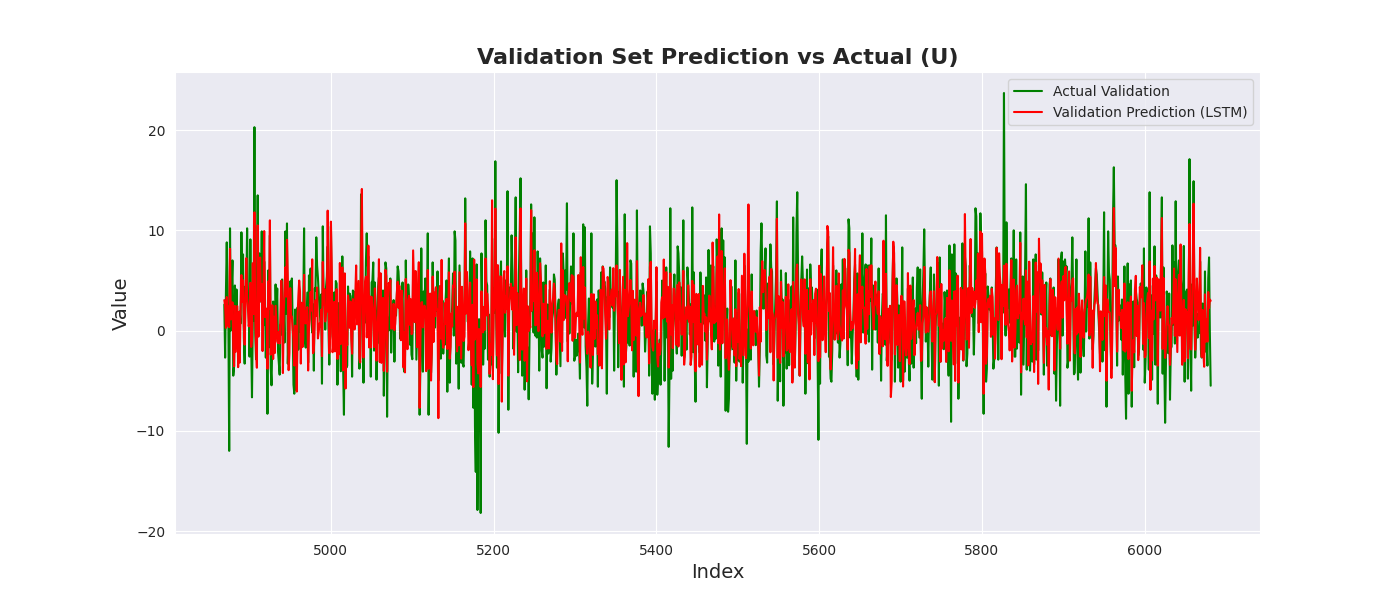 Validation Set Prediction vs Actual (U)
Actual Validation
Validation Prediction (LSTM)
Value
20
10
0
−10
−20
5000 5200 5400 5600 5800 6000
Index